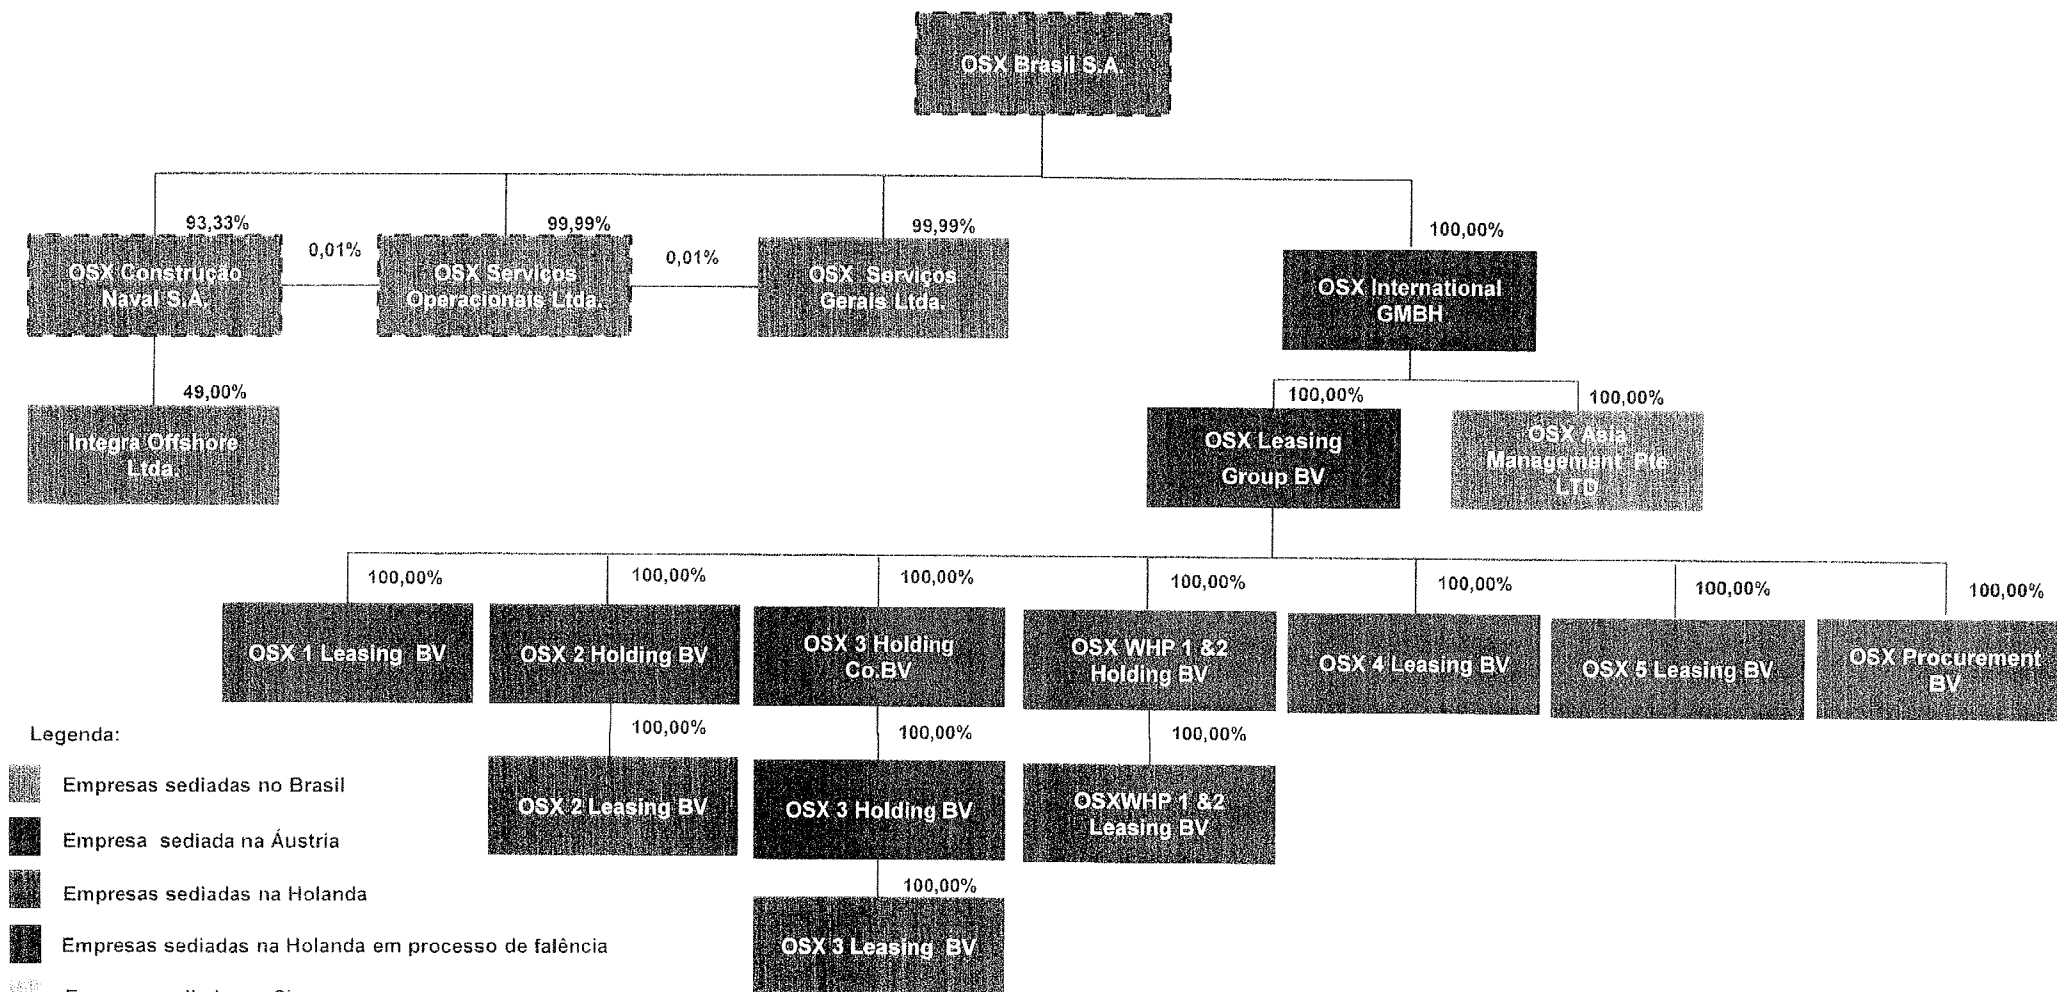 OSX Brasil S.A.
93,33%
99,99%
99,99%
100,00%
0,01%
0,01%
OSX Construção
Naval S.A.
OSX Serviços
Operacionais Ltda.
OSX Serviços
Gerais Ltda.
OSX International
GMBH
49,00%
100,00%
100,00%
Integra Offshore
Ltda.
OSX Leasing
Group BV
OSX Asia
Management Pte
LTD
100,00%
100,00%
100,00%
100,00%
100,00%
100,00%
100,00%
OSX 1 Leasing BV
OSX 2 Holding BV
OSX 3 Holding
Co.BV
OSX WHP 1 &2
Holding BV
OSX 4 Leasing BV
OSX 5 Leasing BV
OSX Procurement
BV
100,00%
100,00%
100,00%
OSX 2 Leasing BV
OSX 3 Holding BV
OSXWHP 1 &2
Leasing BV
100,00%
OSX 3 Leasing BV
Legenda:
Empresas sediadas no Brasil
Empresa sediada na Áustria
Empresas sediadas na Holanda
Empresas sediadas na Holanda em processo de falência